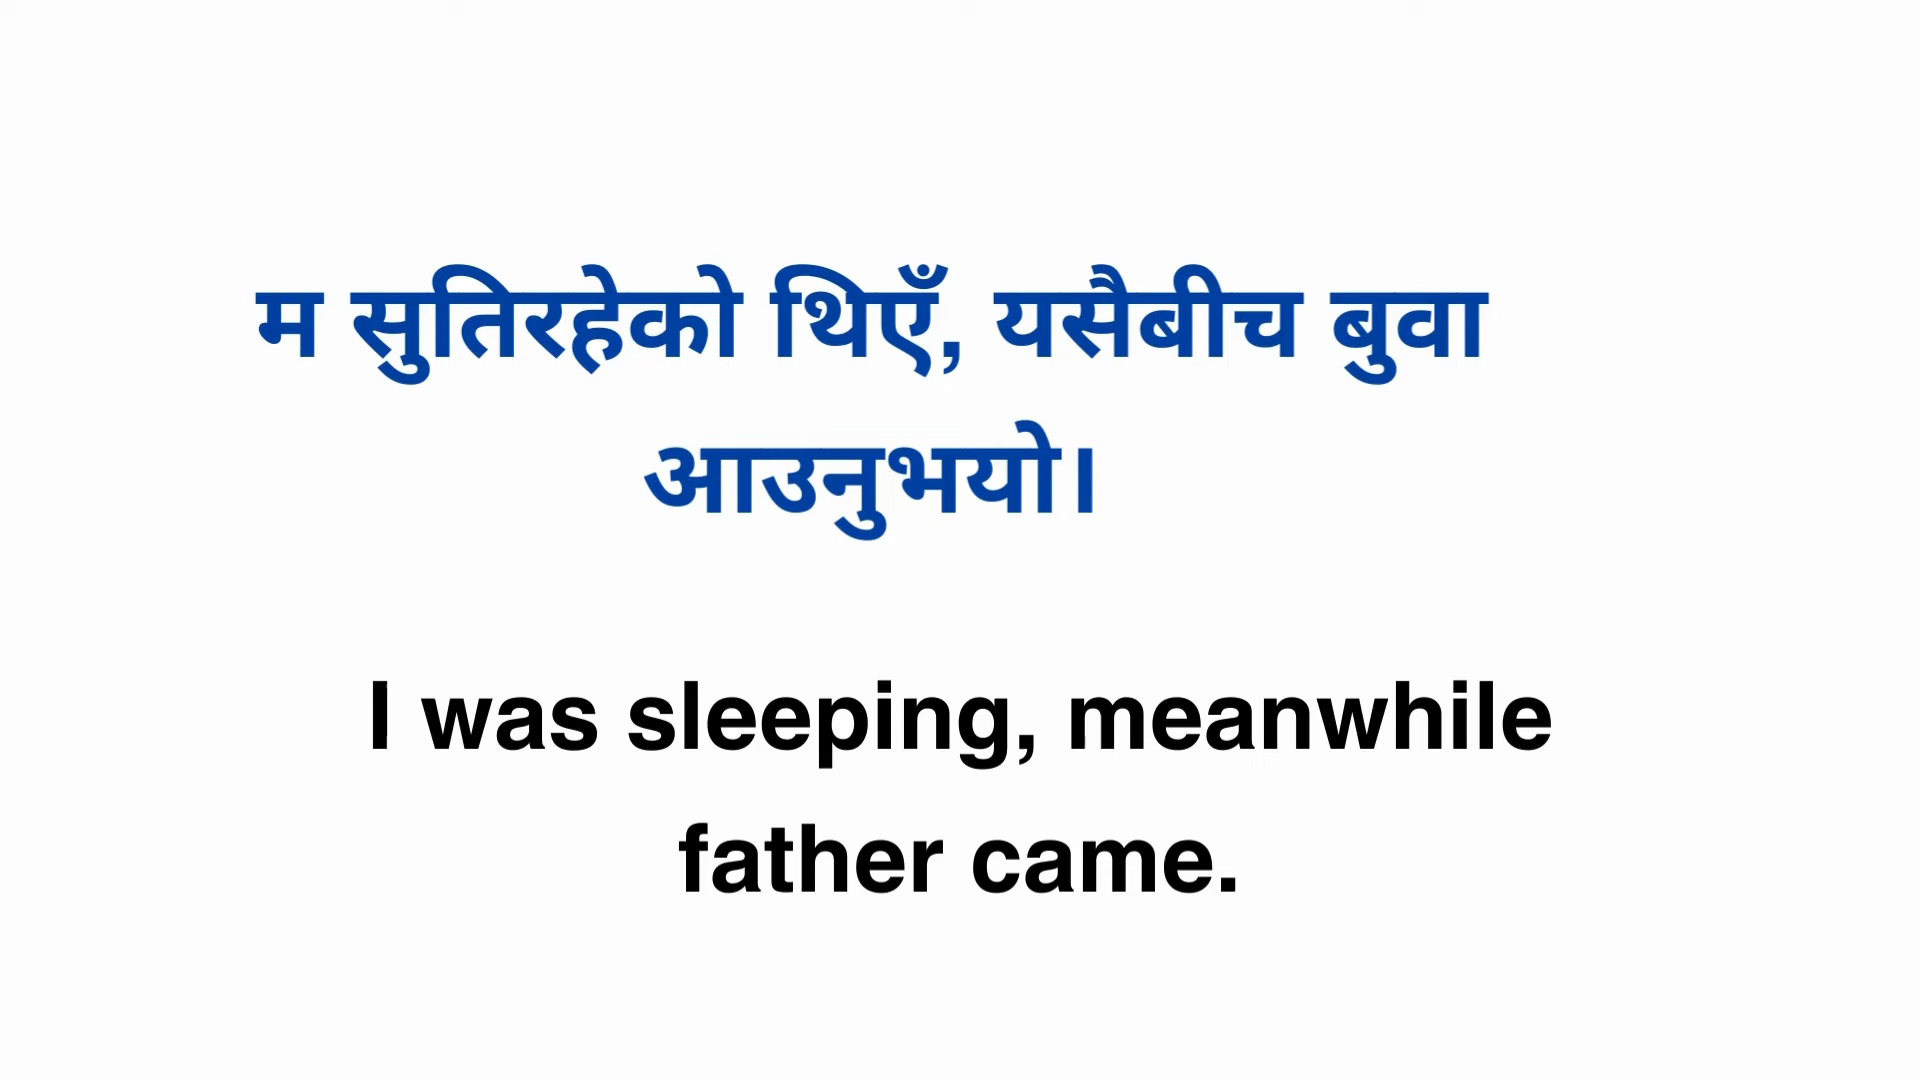 म सुतिरहेको थिएँ, यसैबीच बुवा
आउनुभयो।
I was sleeping, meanwhile
father came.